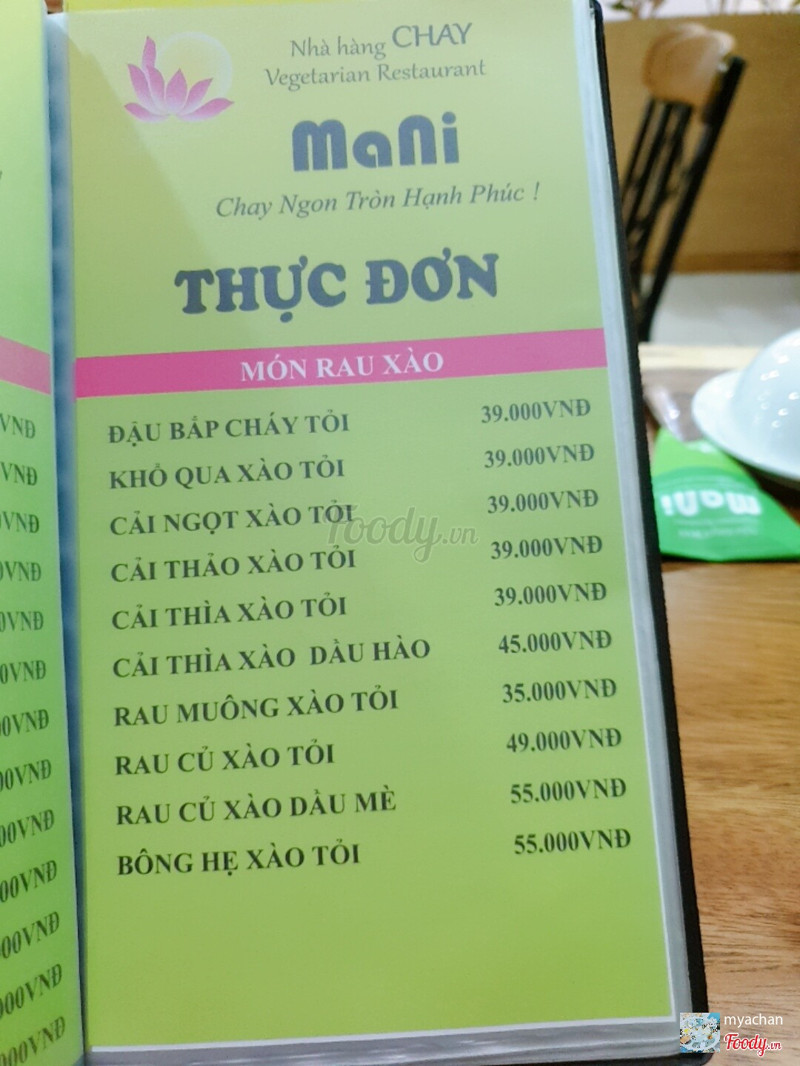 Nhà hàng CHAY
Vegetarian Restaurant
MaNi
Chay Ngon Tròn Hạnh Phúc !
THỰC ĐƠN
MÓN RAU XÀO
ĐẬU BẮP CHÁY TỎI 39.000VNĐ
KHỔ QUA XÀO TỎI 39.000VNĐ
CẢI NGỌT XÀO TỎI 39.000VNĐ
CẢI THẢO XÀO TỎI 39.000VNĐ
CẢI THÌA XÀO TỎI 39.000VNĐ
CẢI THÌA XÀO DẦU HÀO 45.000VNĐ
RAU MUÔNG XÀO TỎI 35.000VNĐ
RAU CỦ XÀO TỎI 49.000VNĐ
RAU CỦ XÀO DẦU MÈ 55.000VNĐ
BÔNG HẸ XÀO TỎI 55.000VNĐ
foody.vn
MaNi
myachan
Foody.vn